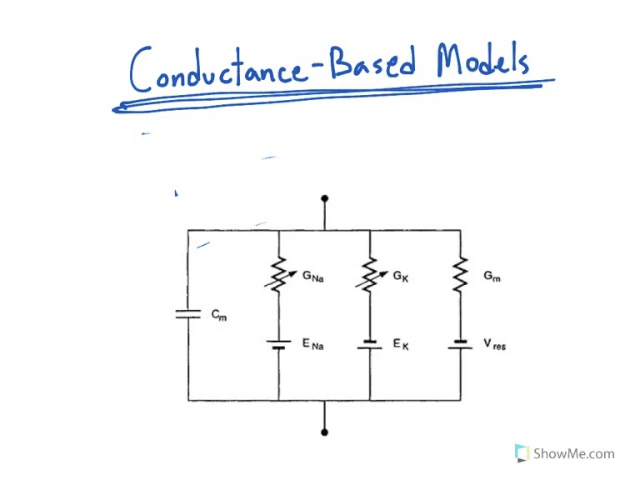 Conductance-Based Models
G_Na G_K G_m
C_m
E_Na E_K V_res
ShowMe.com